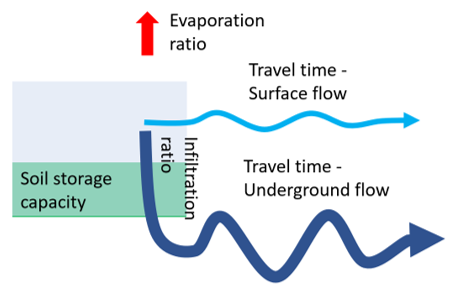 Evaporation
ratio
Travel time -
Surface flow
Infiltration
ratio
Travel time -
Underground flow
Soil storage
capacity